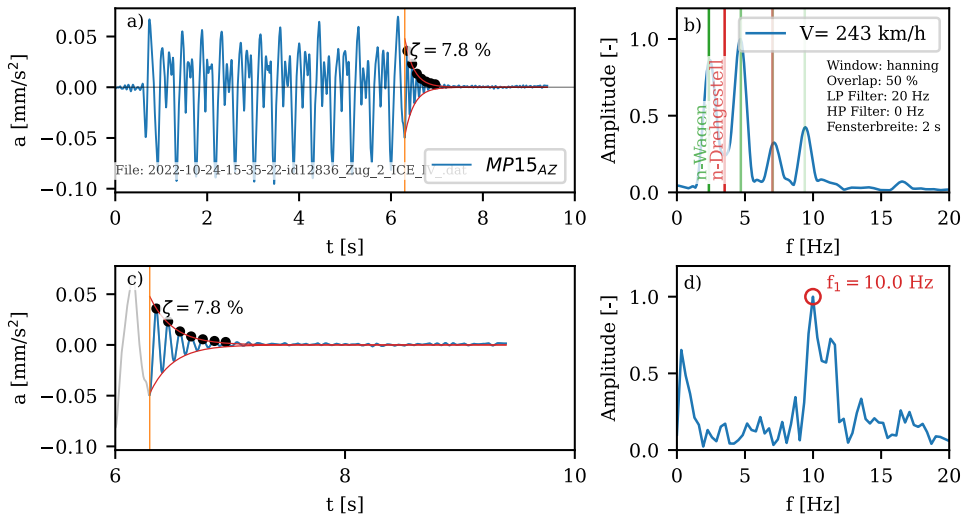 a)
ζ = 7.8 %
0.05
0.00
−0.05
−0.10
a [mm/s²]
File: 2022-10-24-15-35-22-id12836_Zug_2_ICE_IV_.dat
MP15_AZ
0 2 4 6 8 10
t [s]
b)
V= 243 km/h
Window: hanning
Overlap: 50 %
LP Filter: 20 Hz
HP Filter: 0 Hz
Fensterbreite: 2 s
n-Wagen
n-Drehgestell
1.0
0.5
0.0
Amplitude [-]
0 5 10 15 20
f [Hz]
c)
ζ = 7.8 %
0.05
0.00
−0.05
−0.10
a [mm/s²]
6 8 10
t [s]
d)
f₁ = 10.0 Hz
1.0
0.5
0.0
Amplitude [-]
0 5 10 15 20
f [Hz]